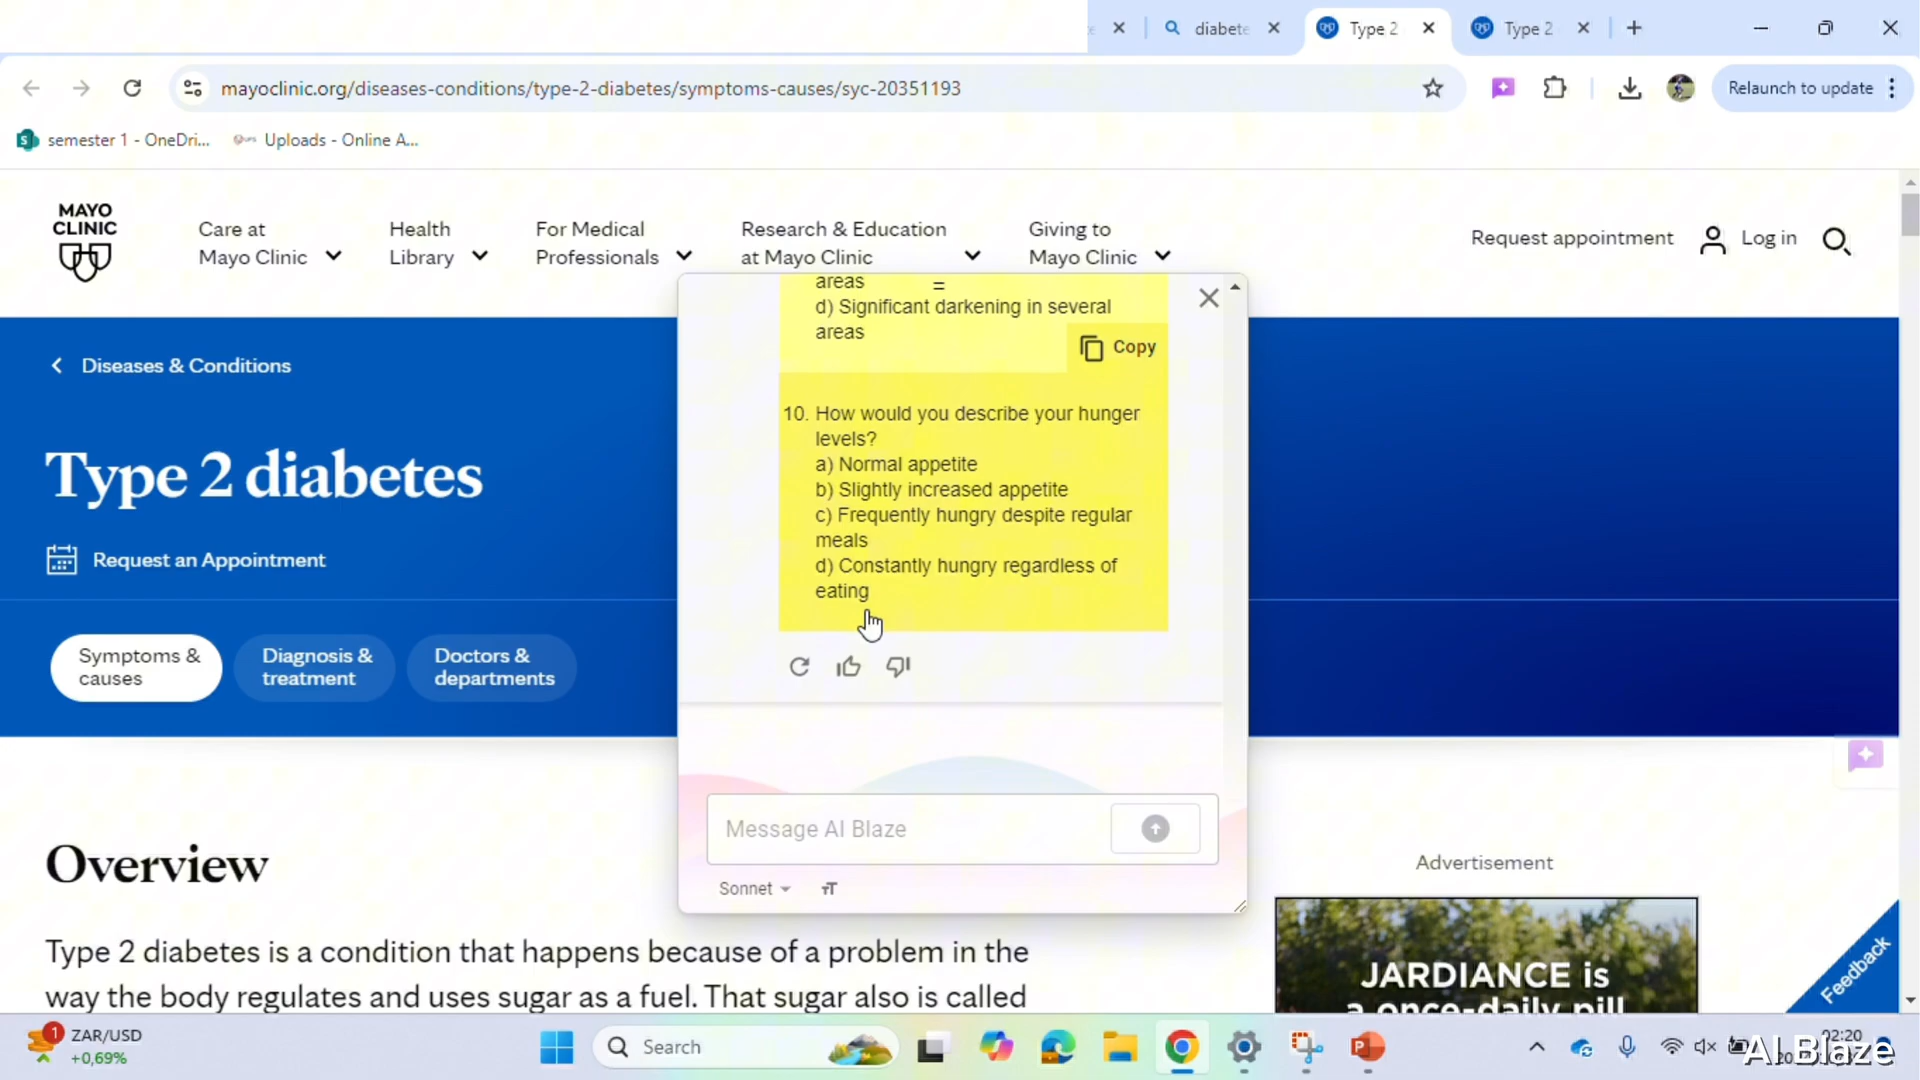 diabete
Type 2
Type 2
mayoclinic.org/diseases-conditions/type-2-diabetes/symptoms-causes/syc-20351193
Relaunch to update
semester 1 - OneDri...
Uploads - Online A...
MAYO
CLINIC
Care at
Mayo Clinic
Health
Library
For Medical
Professionals
Research & Education
at Mayo Clinic
Giving to
Mayo Clinic
Request appointment
Log in
areas
d) Significant darkening in several
areas
Copy
10. How would you describe your hunger
levels?
a) Normal appetite
b) Slightly increased appetite
c) Frequently hungry despite regular
meals
d) Constantly hungry regardless of
eating
Diseases & Conditions
Type 2 diabetes
Request an Appointment
Symptoms &
causes
Diagnosis &
treatment
Doctors &
departments
Message AI Blaze
Sonnet
Overview
Type 2 diabetes is a condition that happens because of a problem in the
way the body regulates and uses sugar as a fuel. That sugar also is called
Advertisement
JARDIANCE is
a once-daily pill
Feedback
1
ZAR/USD
+0,69%
Search
02:20
AI Blaze